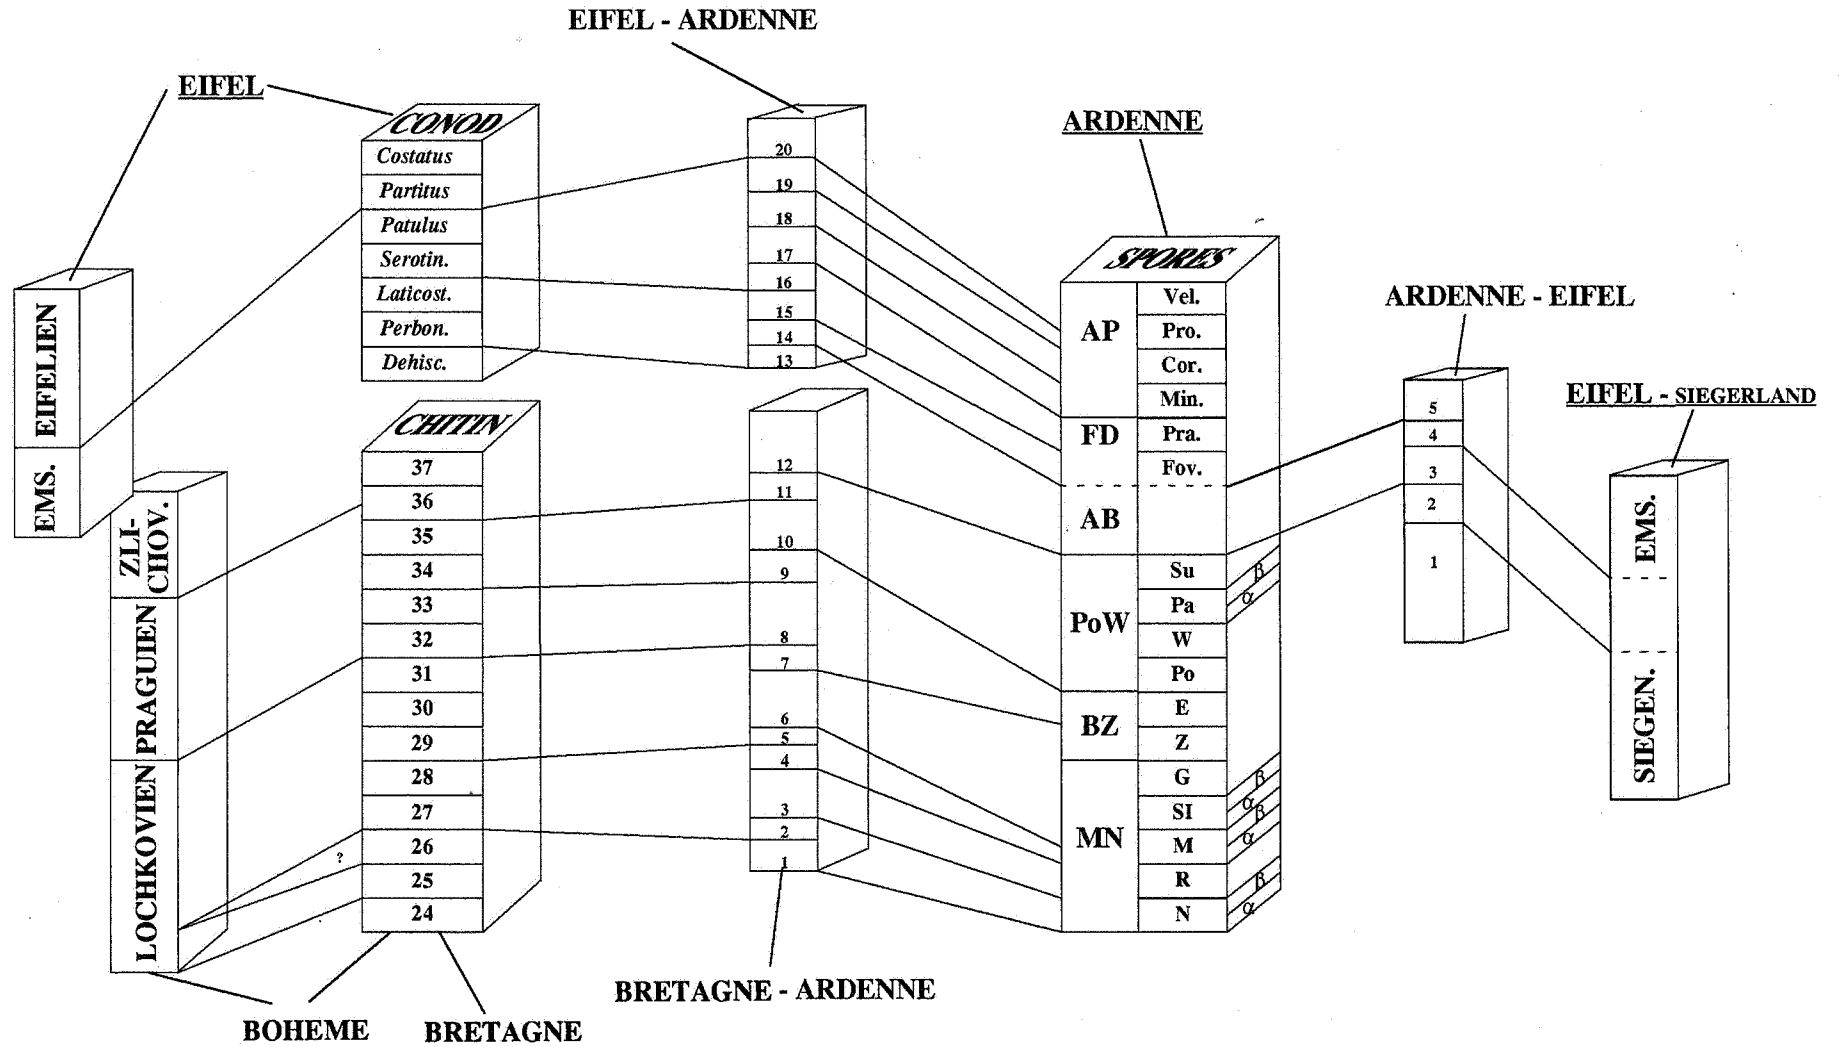 EIFEL - ARDENNE
EIFEL
CONOD
Costatus
Partitus
Patulus
Serotin.
Laticost.
Perbon.
Dehisc.
20
19
18
17
16
15
14
13
ARDENNE
SPORES
AP
Vel.
Pro.
Cor.
Min.
FD
Pra.
Fov.
AB
PoW
Su
Pa
W
Po
β
α
BZ
E
Z
MN
G
SI
M
R
N
β
α
β
α
β
α
ARDENNE - EIFEL
5
4
3
2
1
EIFEL - SIEGERLAND
EMS.
SIEGEN.
EIFELIEN
EMS.
ZLI-
CHOV.
PRAGUIEN
LOCHKOVIEN
?
CHITIN
37
36
35
34
33
32
31
30
29
28
27
26
25
24
12
11
10
9
8
7
6
5
4
3
2
1
BRETAGNE - ARDENNE
BOHEME
BRETAGNE